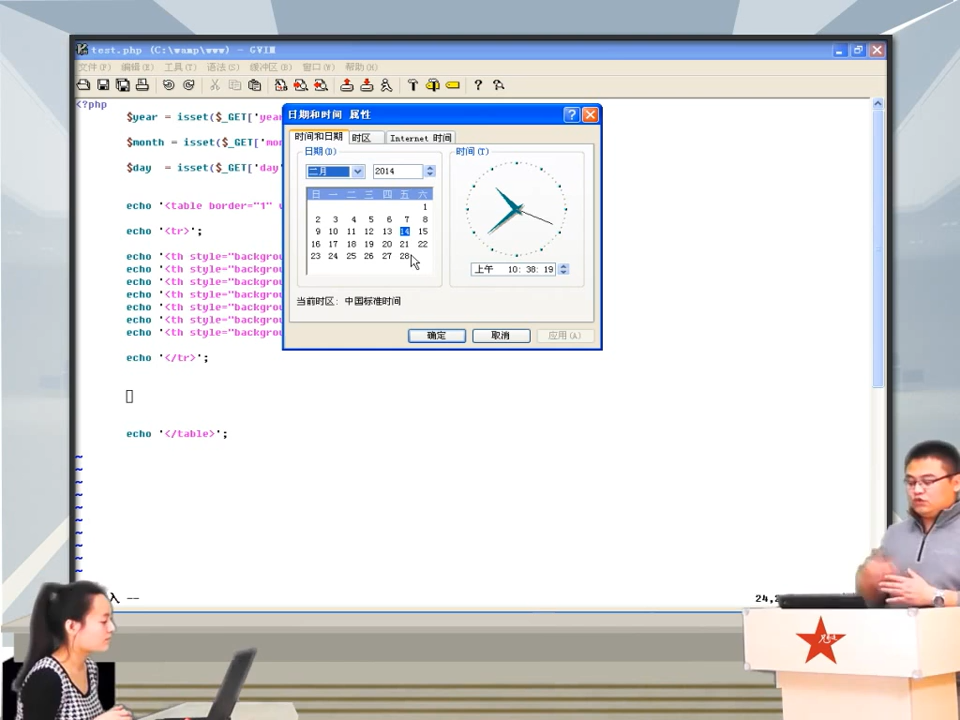 test.php (C:\wamp\www) - GVIM
文件(F) 编辑(E) 工具(T) 语法(S) 缓冲区(B) 窗口(W) 帮助(H)
<?php
$year = isset($_GET['year
$month = isset($_GET['mon
$day = isset($_GET['day'
echo '<table border="1"
echo '<tr>';
echo '<th style="backgrou
echo '<th style="backgrou
echo '<th style="backgrou
echo '<th style="backgrou
echo '<th style="backgrou
echo '<th style="backgrou
echo '<th style="backgrou
echo '</tr>';
echo '</table>';
~
~
~
~
~
~
~
~
~
入 --
24,
日期和时间 属性
时间和日期 时区 Internet 时间
日期(D)
二月 2014
日 一 二 三 四 五 六
1
2 3 4 5 6 7 8
9 10 11 12 13 14 15
16 17 18 19 20 21 22
23 24 25 26 27 28
时间(T)
上午 10:38:19
当前时区: 中国标准时间
确定 取消 应用(A)